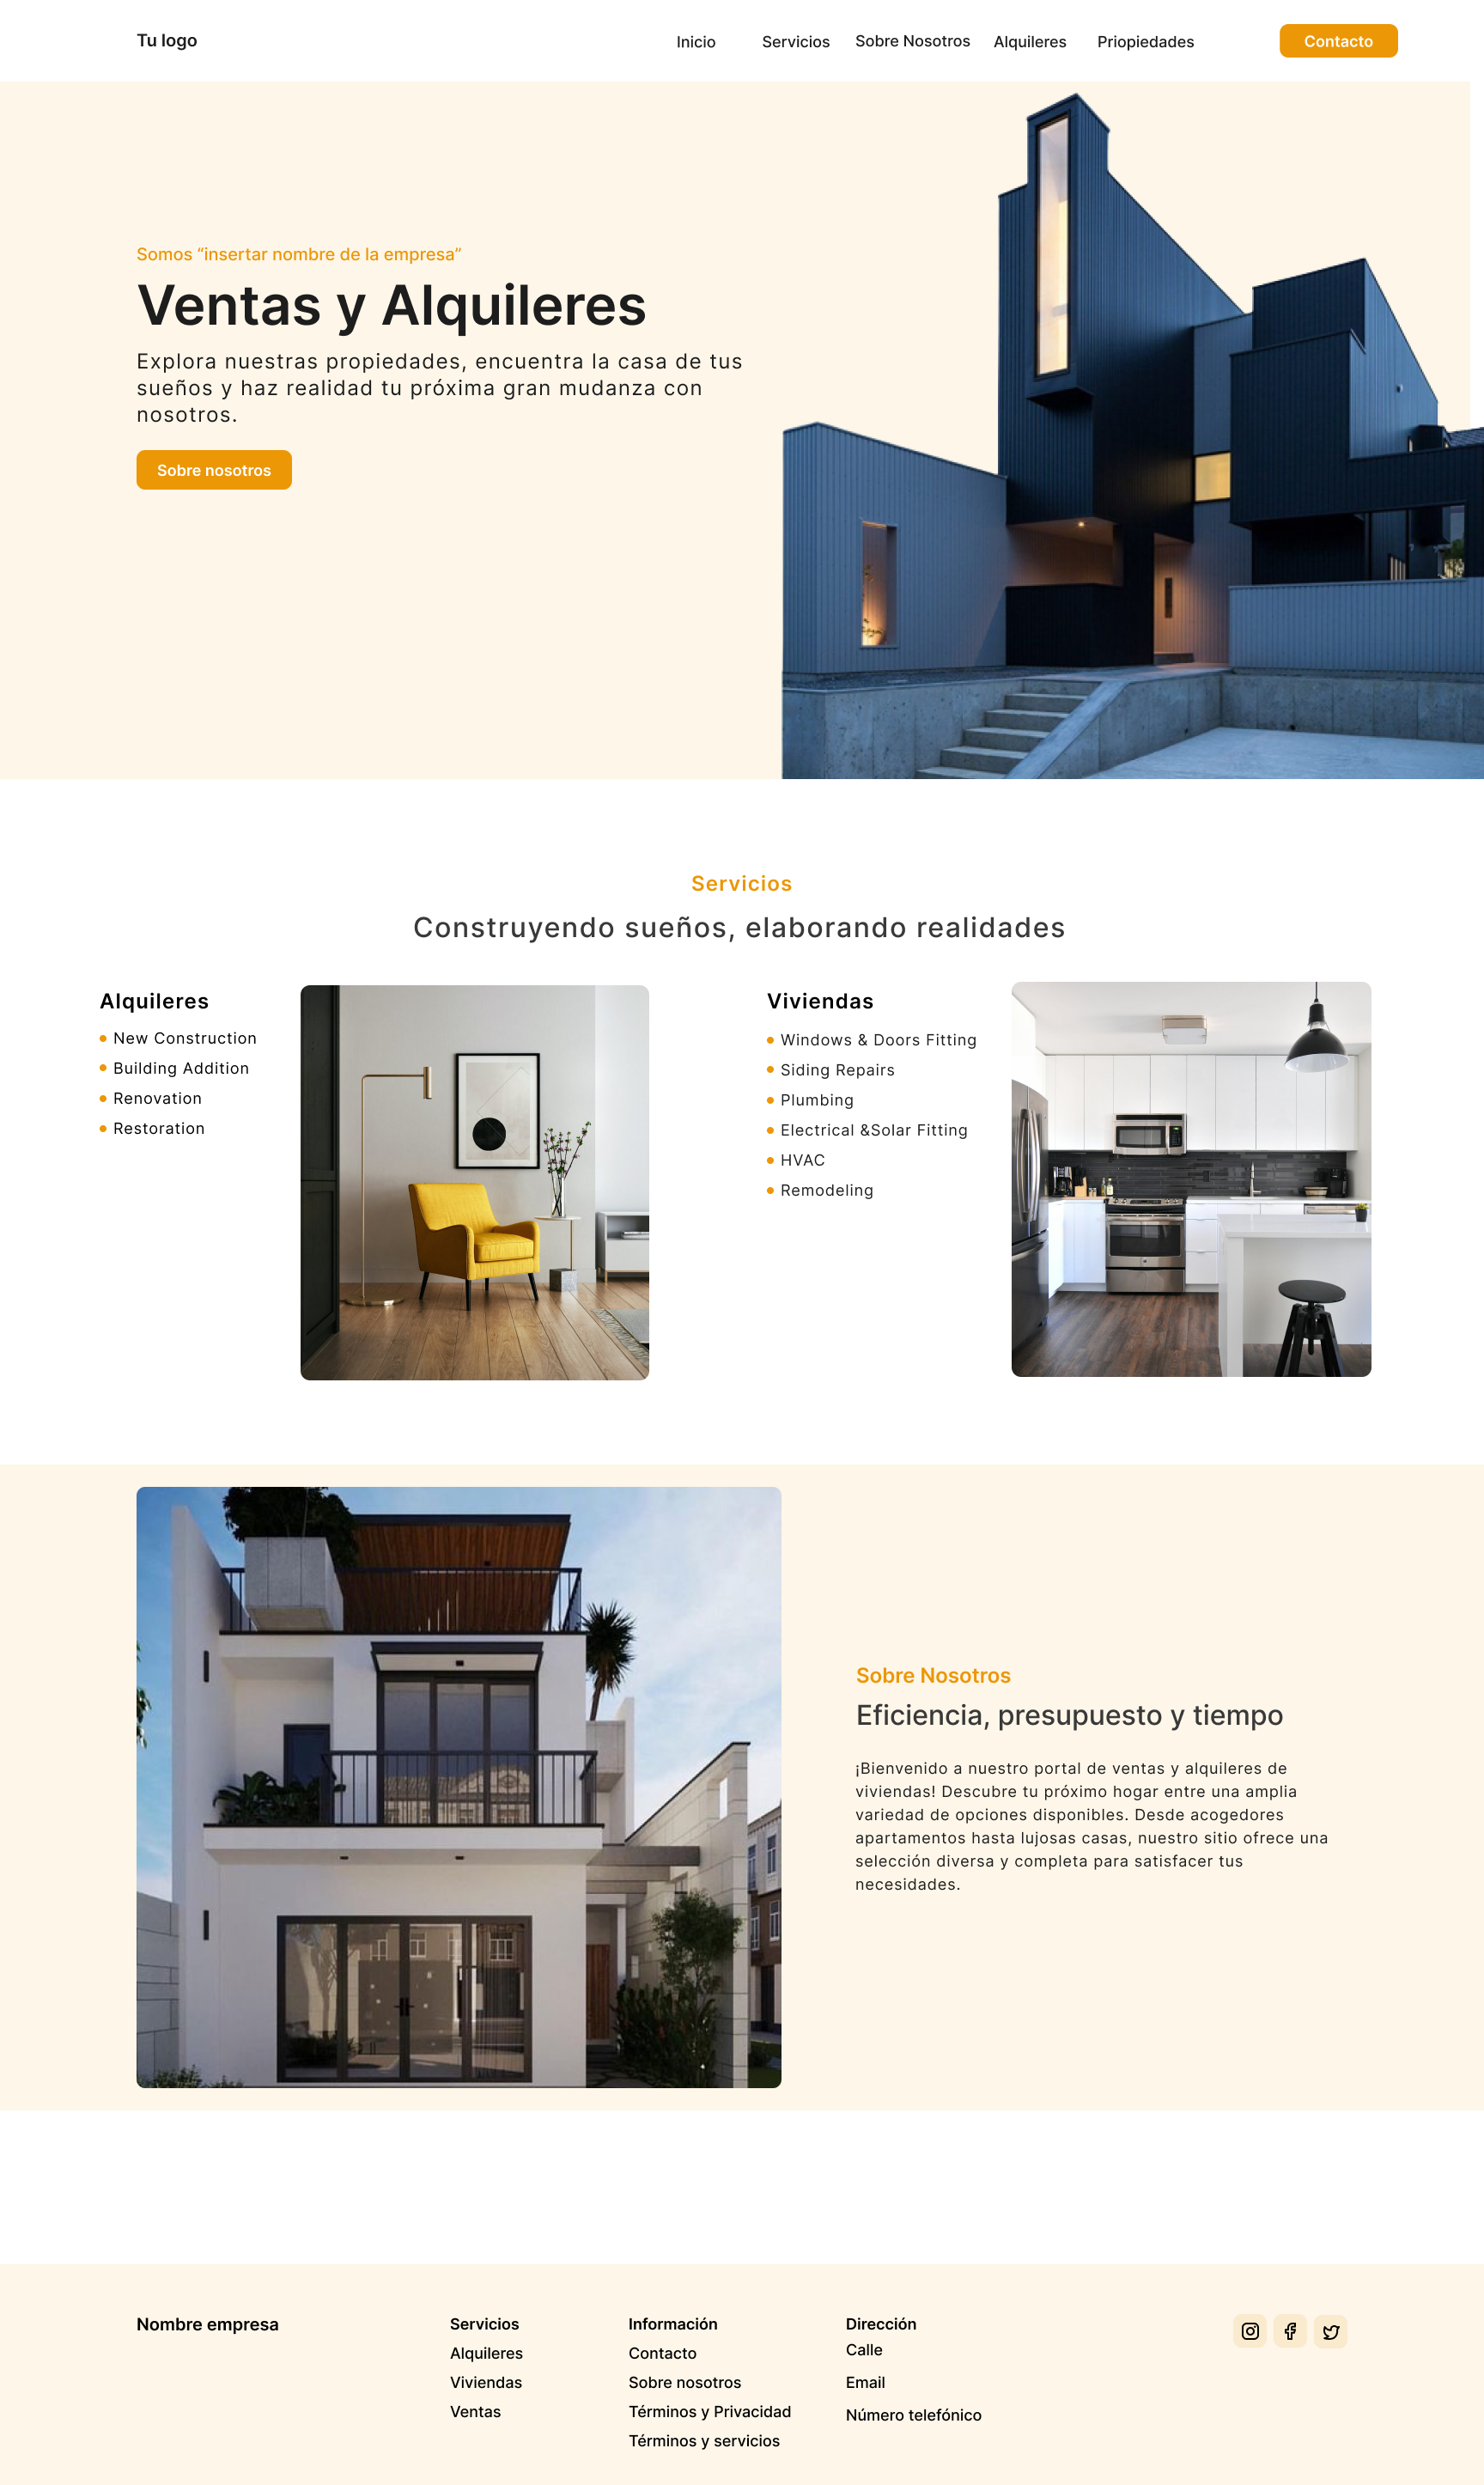 Tu logo
Inicio
Servicios
Sobre Nosotros
Alquileres
Priopiedades
Contacto
Somos “insertar nombre de la empresa”
Ventas y Alquileres
Explora nuestras propiedades, encuentra la casa de tus
sueños y haz realidad tu próxima gran mudanza con
nosotros.
Sobre nosotros
Servicios
Construyendo sueños, elaborando realidades
Alquileres
New Construction
Building Addition
Renovation
Restoration
Viviendas
Windows & Doors Fitting
Siding Repairs
Plumbing
Electrical &Solar Fitting
HVAC
Remodeling
Sobre Nosotros
Eficiencia, presupuesto y tiempo
¡Bienvenido a nuestro portal de ventas y alquileres de
viviendas! Descubre tu próximo hogar entre una amplia
variedad de opciones disponibles. Desde acogedores
apartamentos hasta lujosas casas, nuestro sitio ofrece una
selección diversa y completa para satisfacer tus
necesidades.
Nombre empresa
Servicios
Alquileres
Viviendas
Ventas
Información
Contacto
Sobre nosotros
Términos y Privacidad
Términos y servicios
Dirección
Calle
Email
Número telefónico